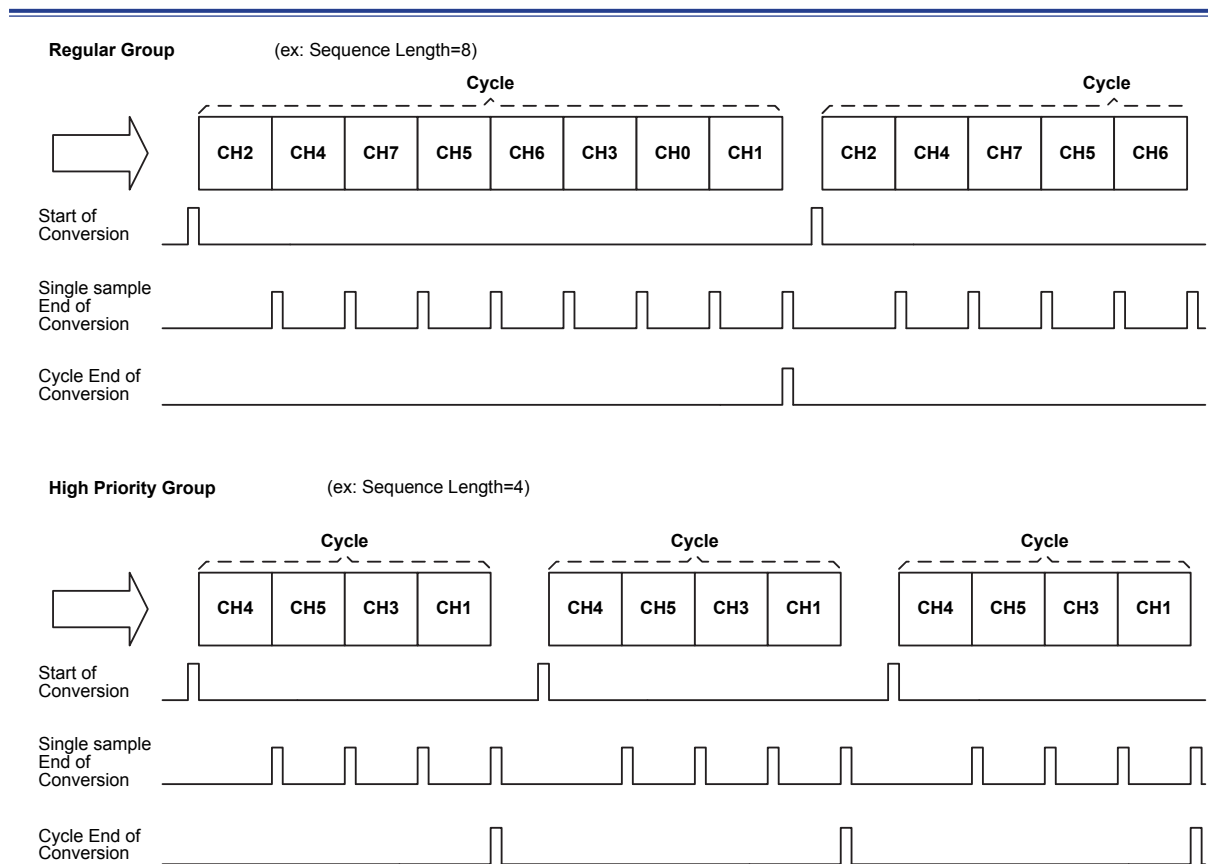 Regular Group (ex: Sequence Length=8)
Cycle Cycle
CH2 CH4 CH7 CH5 CH6 CH3 CH0 CH1 CH2 CH4 CH7 CH5 CH6
Start of
Conversion
Single sample
End of
Conversion
Cycle End of
Conversion
High Priority Group (ex: Sequence Length=4)
Cycle Cycle Cycle
CH4 CH5 CH3 CH1 CH4 CH5 CH3 CH1 CH4 CH5 CH3 CH1
Start of
Conversion
Single sample
End of
Conversion
Cycle End of
Conversion